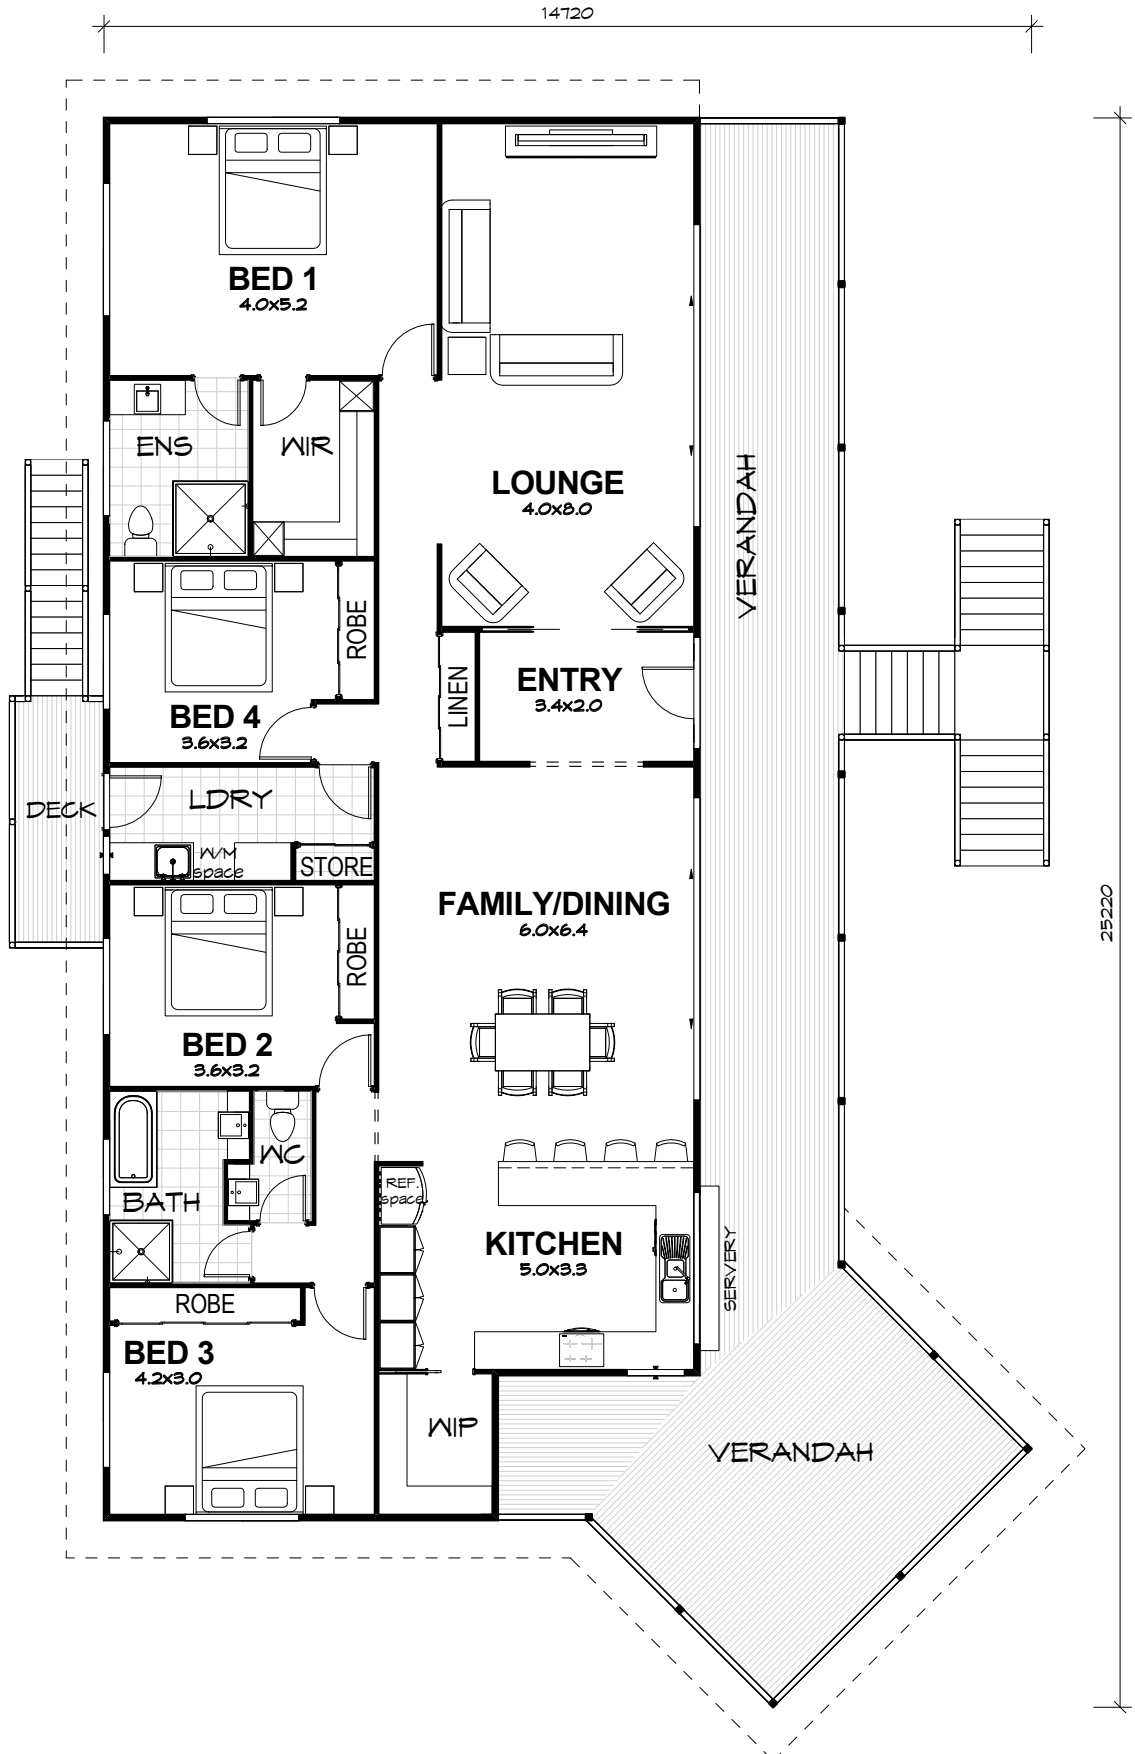 14720
BED 1
4.0x5.2
ENS
WIR
LOUNGE
4.0x8.0
VERANDAH
ROBE
BED 4
3.6x3.2
LINEN
ENTRY
3.4x2.0
DECK
LDRY
W/M
space
STORE
25220
FAMILY/DINING
6.0x6.4
ROBE
BED 2
3.6x3.2
WC
BATH
REF.
space
KITCHEN
5.0x3.3
SERVERY
ROBE
BED 3
4.2x3.0
WIP
VERANDAH